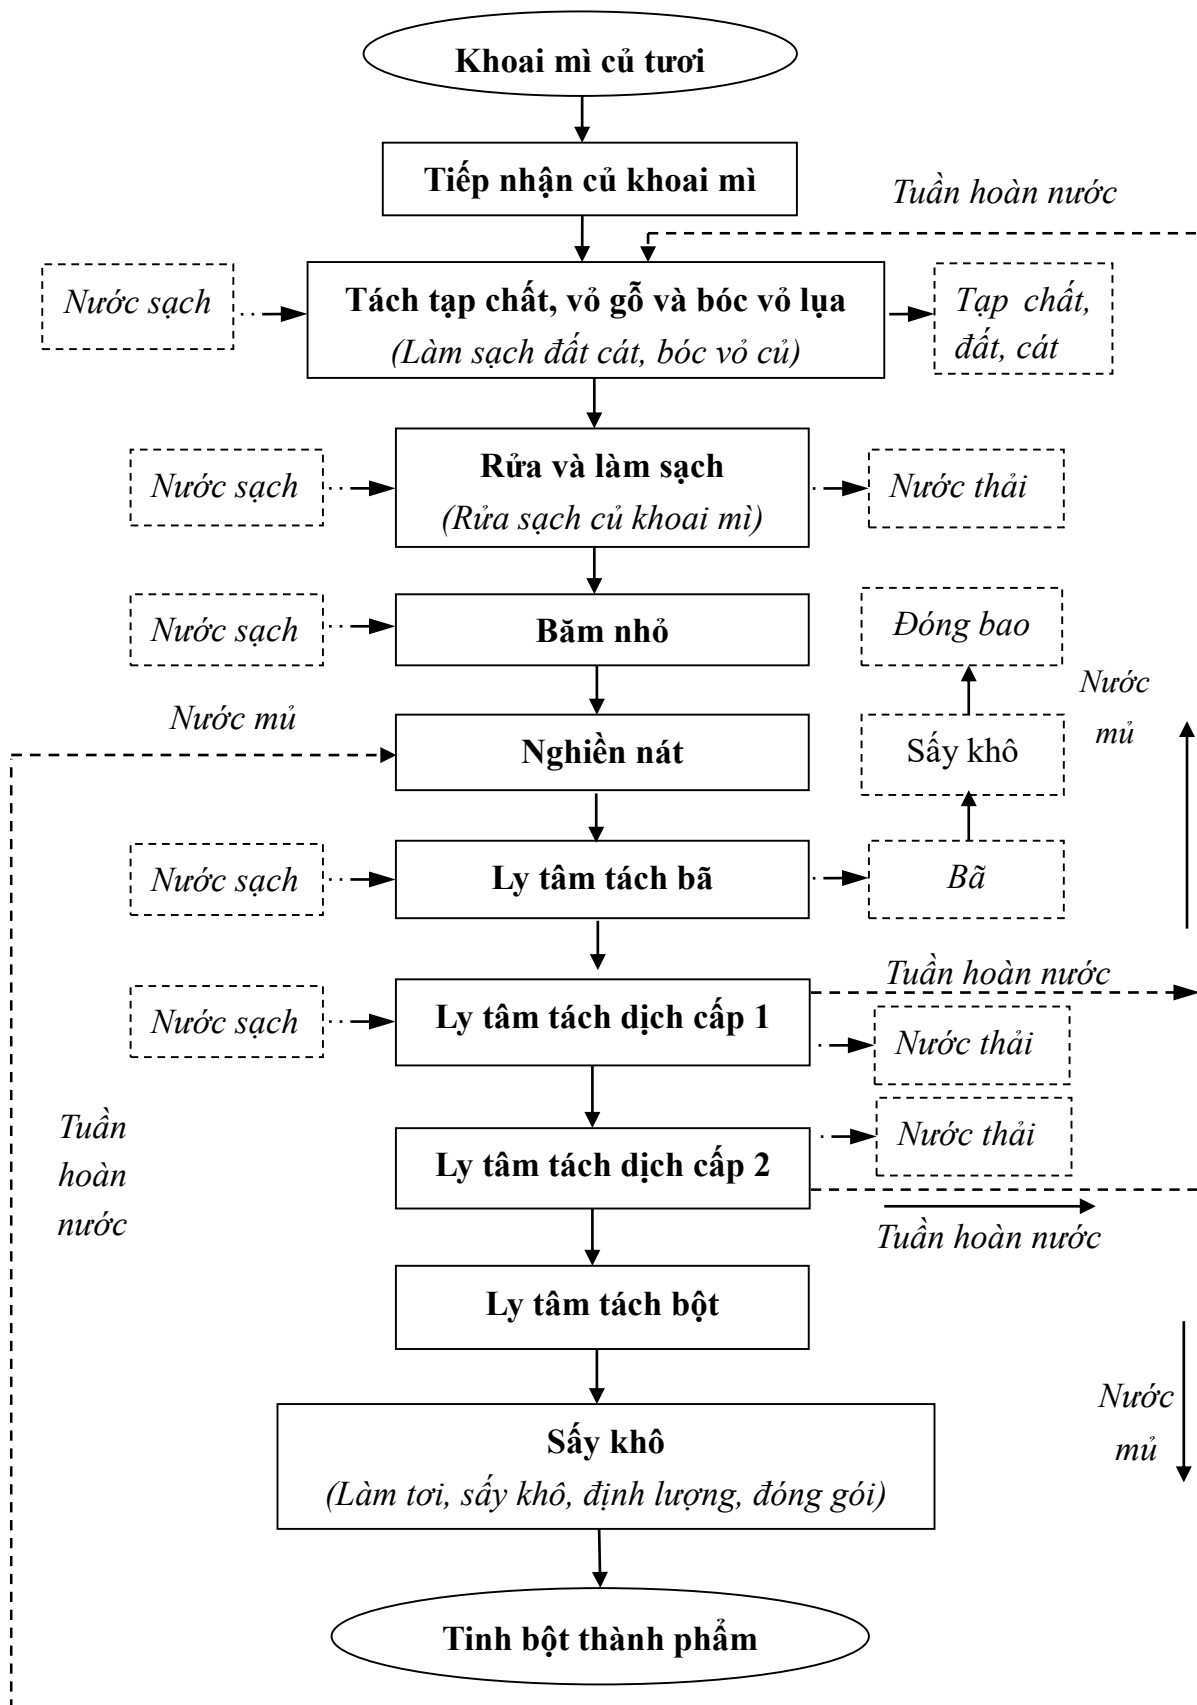 Khoai mì củ tươi
Tiếp nhận củ khoai mì
Tuần hoàn nước
Nước sạch
Tách tạp chất, vỏ gỗ và bóc vỏ lụa
(Làm sạch đất cát, bóc vỏ củ)
Tạp chất,
đất, cát
Nước sạch
Rửa và làm sạch
(Rửa sạch củ khoai mì)
Nước thải
Nước sạch
Băm nhỏ
Đóng bao
Nước
mủ
Nước mủ
Nghiền nát
Sấy khô
Nước sạch
Ly tâm tách bã
Bã
Tuần hoàn nước
Nước sạch
Ly tâm tách dịch cấp 1
Nước thải
Tuần
hoàn
nước
Ly tâm tách dịch cấp 2
Nước thải
Tuần hoàn nước
Ly tâm tách bột
Nước
mủ
Sấy khô
(Làm tơi, sấy khô, định lượng, đóng gói)
Tinh bột thành phẩm